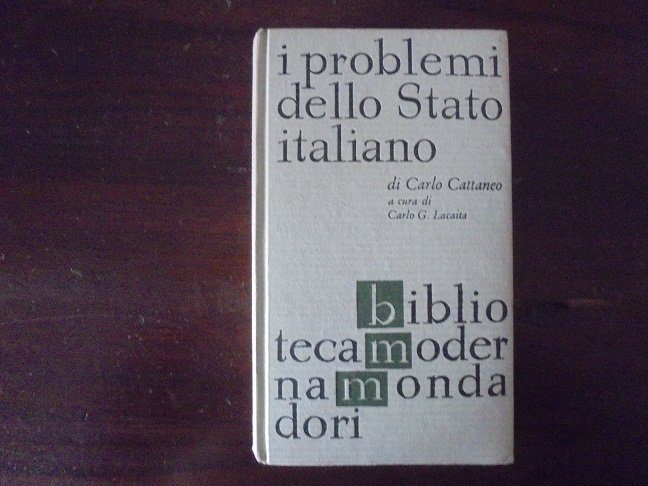 i problemi
dello Stato
italiano
di Carlo Cattaneo
a cura di
Carlo G. Lacaita
biblio
tecamoder
namonda
dori